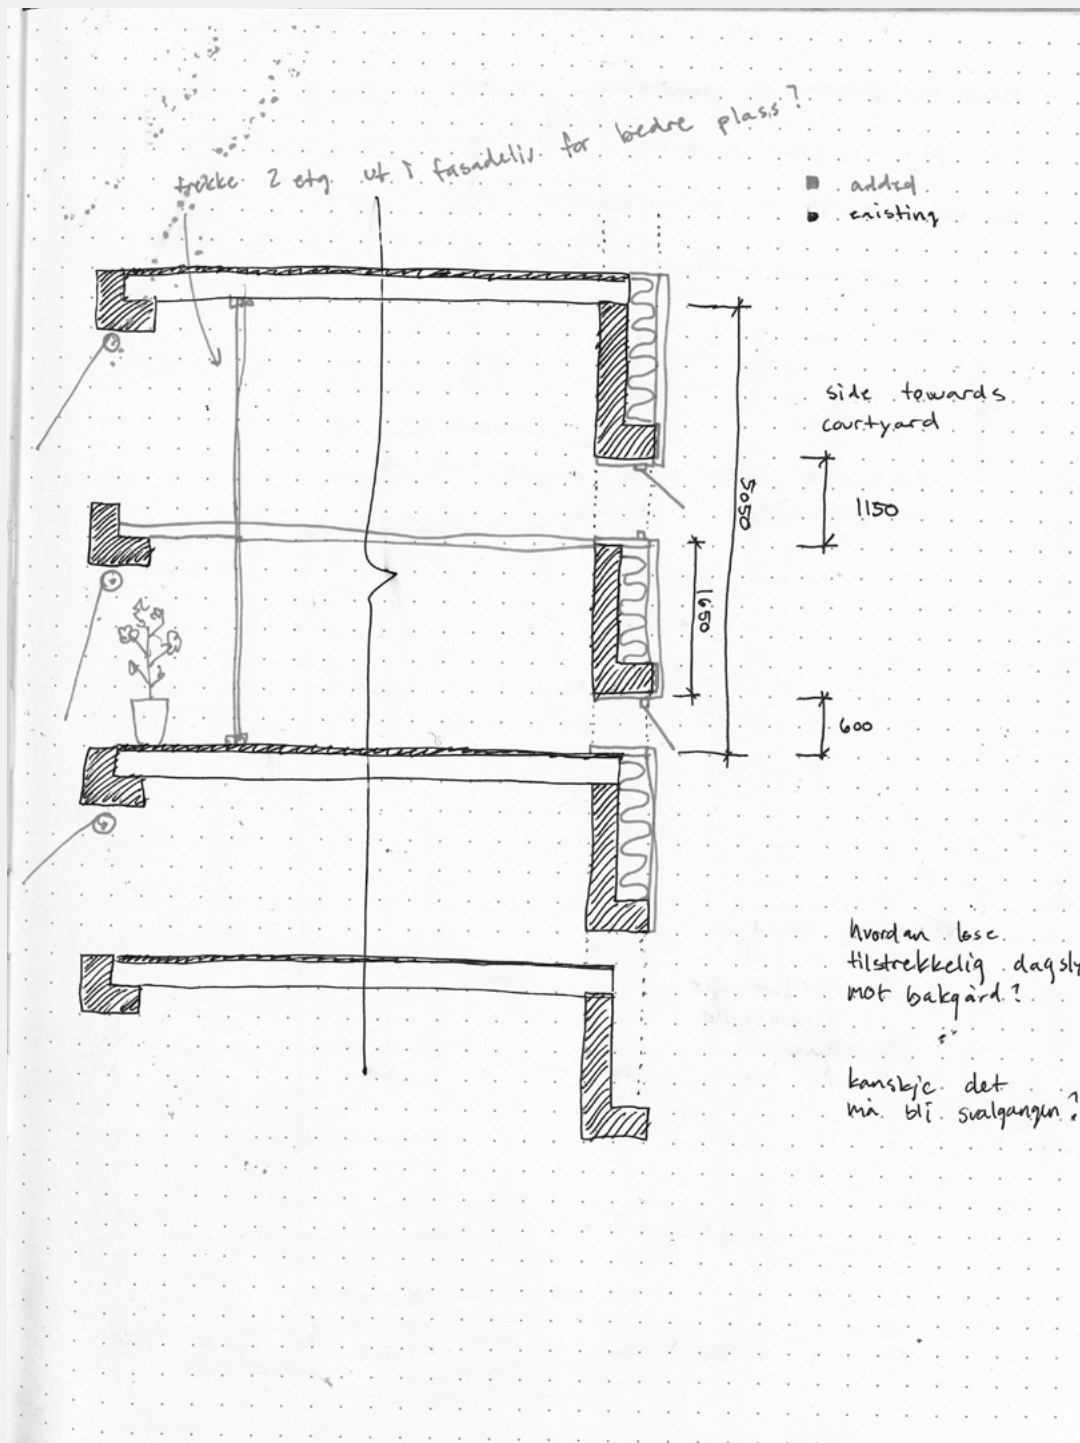 trekke 2 etg. ut i fasadeliv for bedre plass?
added
existing
side towards
courtyard
1150
5050
1650
600
hvordan løse
tilstrekkelig dagsly
mot bakgård?
kanskje det
må bli svalgangen?